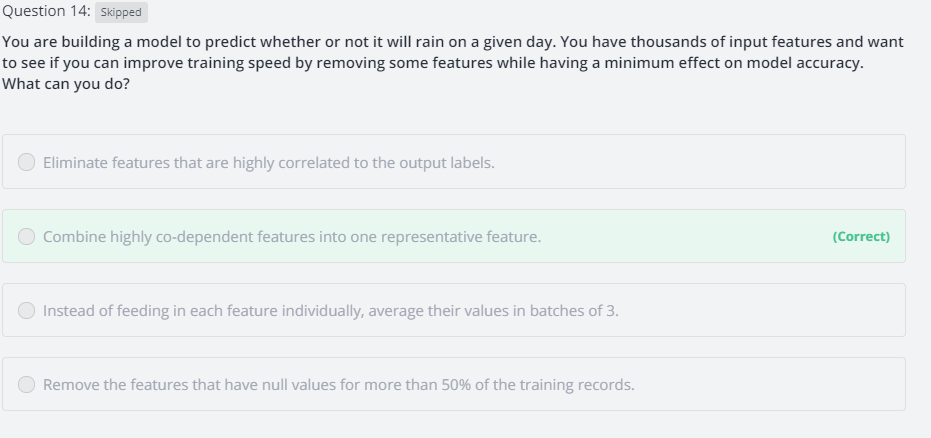 Question 14: Skipped
You are building a model to predict whether or not it will rain on a given day. You have thousands of input features and want
to see if you can improve training speed by removing some features while having a minimum effect on model accuracy.
What can you do?
Eliminate features that are highly correlated to the output labels.
Combine highly co-dependent features into one representative feature. (Correct)
Instead of feeding in each feature individually, average their values in batches of 3.
Remove the features that have null values for more than 50% of the training records.